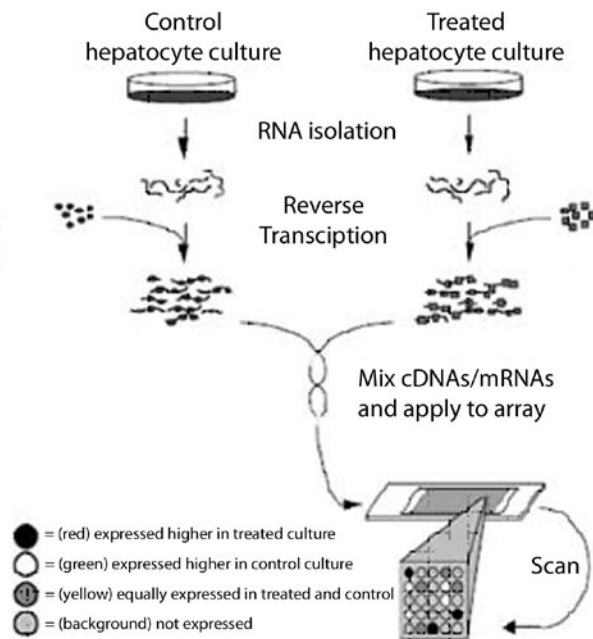 Control
hepatocyte culture
Treated
hepatocyte culture
RNA isolation
Reverse
Transciption
Mix cDNAs/mRNAs
and apply to array
= (red) expressed higher in treated culture
= (green) expressed higher in control culture
= (yellow) equally expressed in treated and control
= (background) not expressed
Scan